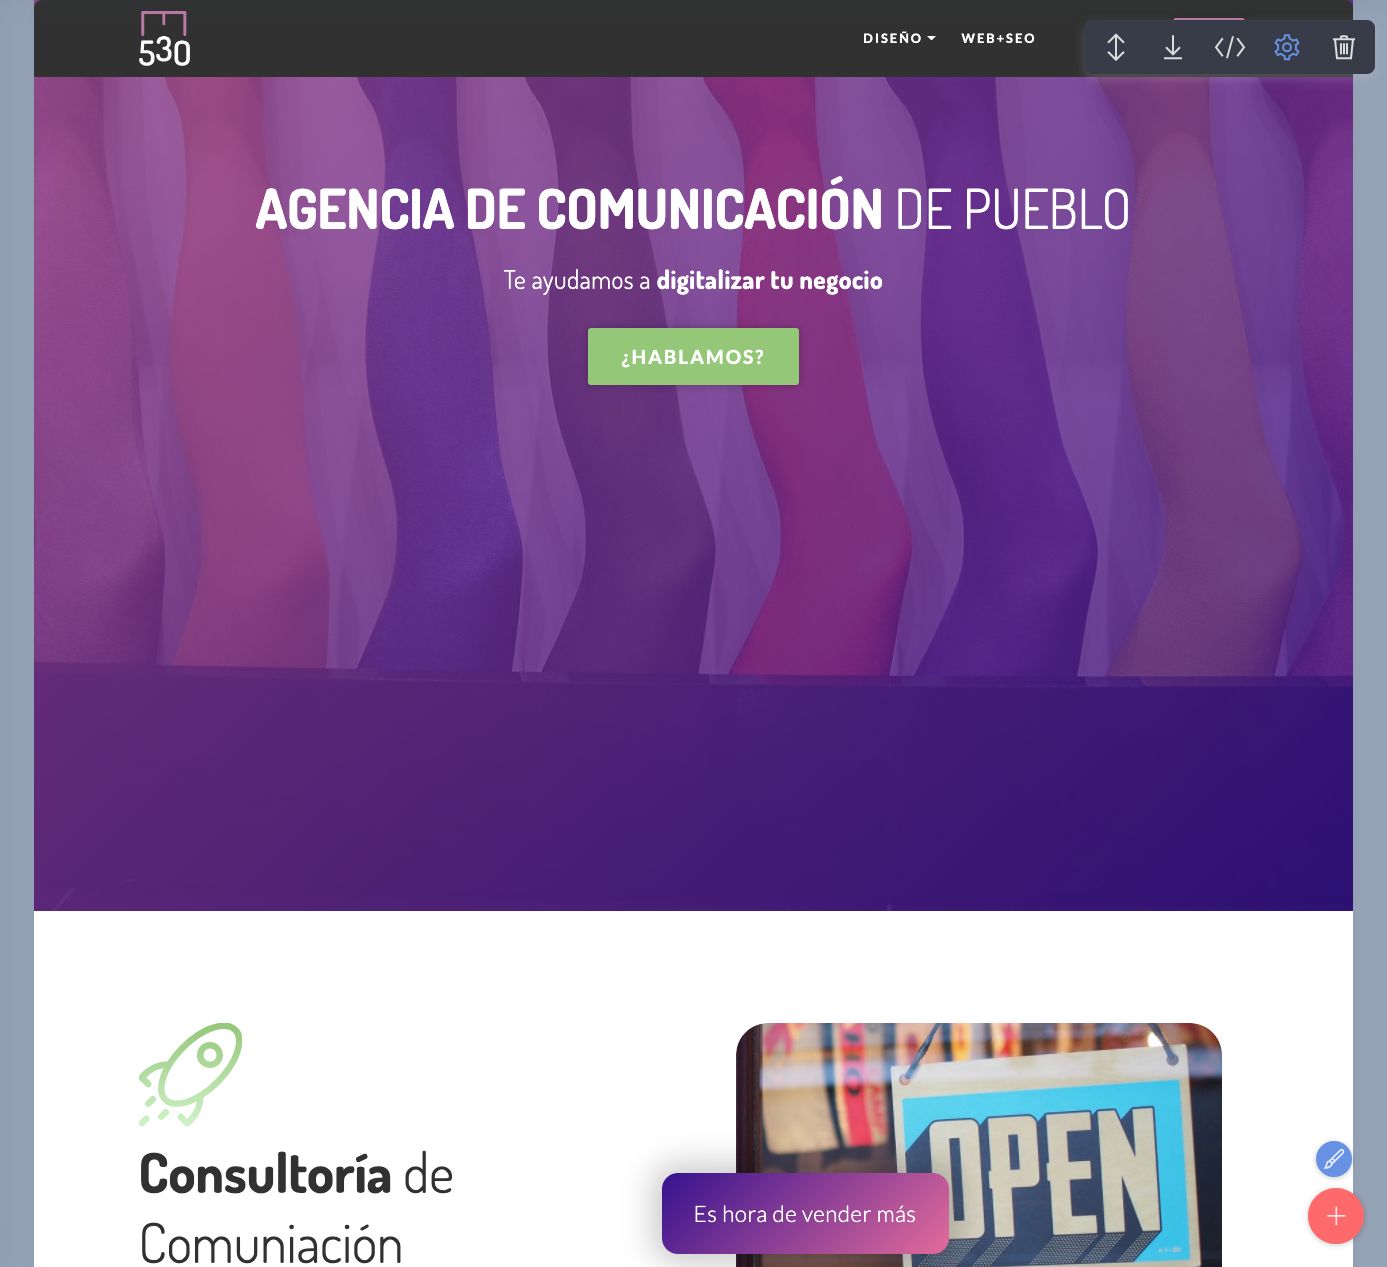 530
DISEÑO
WEB+SEO
AGENCIA DE COMUNICACIÓN DE PUEBLO
Te ayudamos a digitalizar tu negocio
¿HABLAMOS?
Consultoría de
Comuniación
Es hora de vender más
OPEN